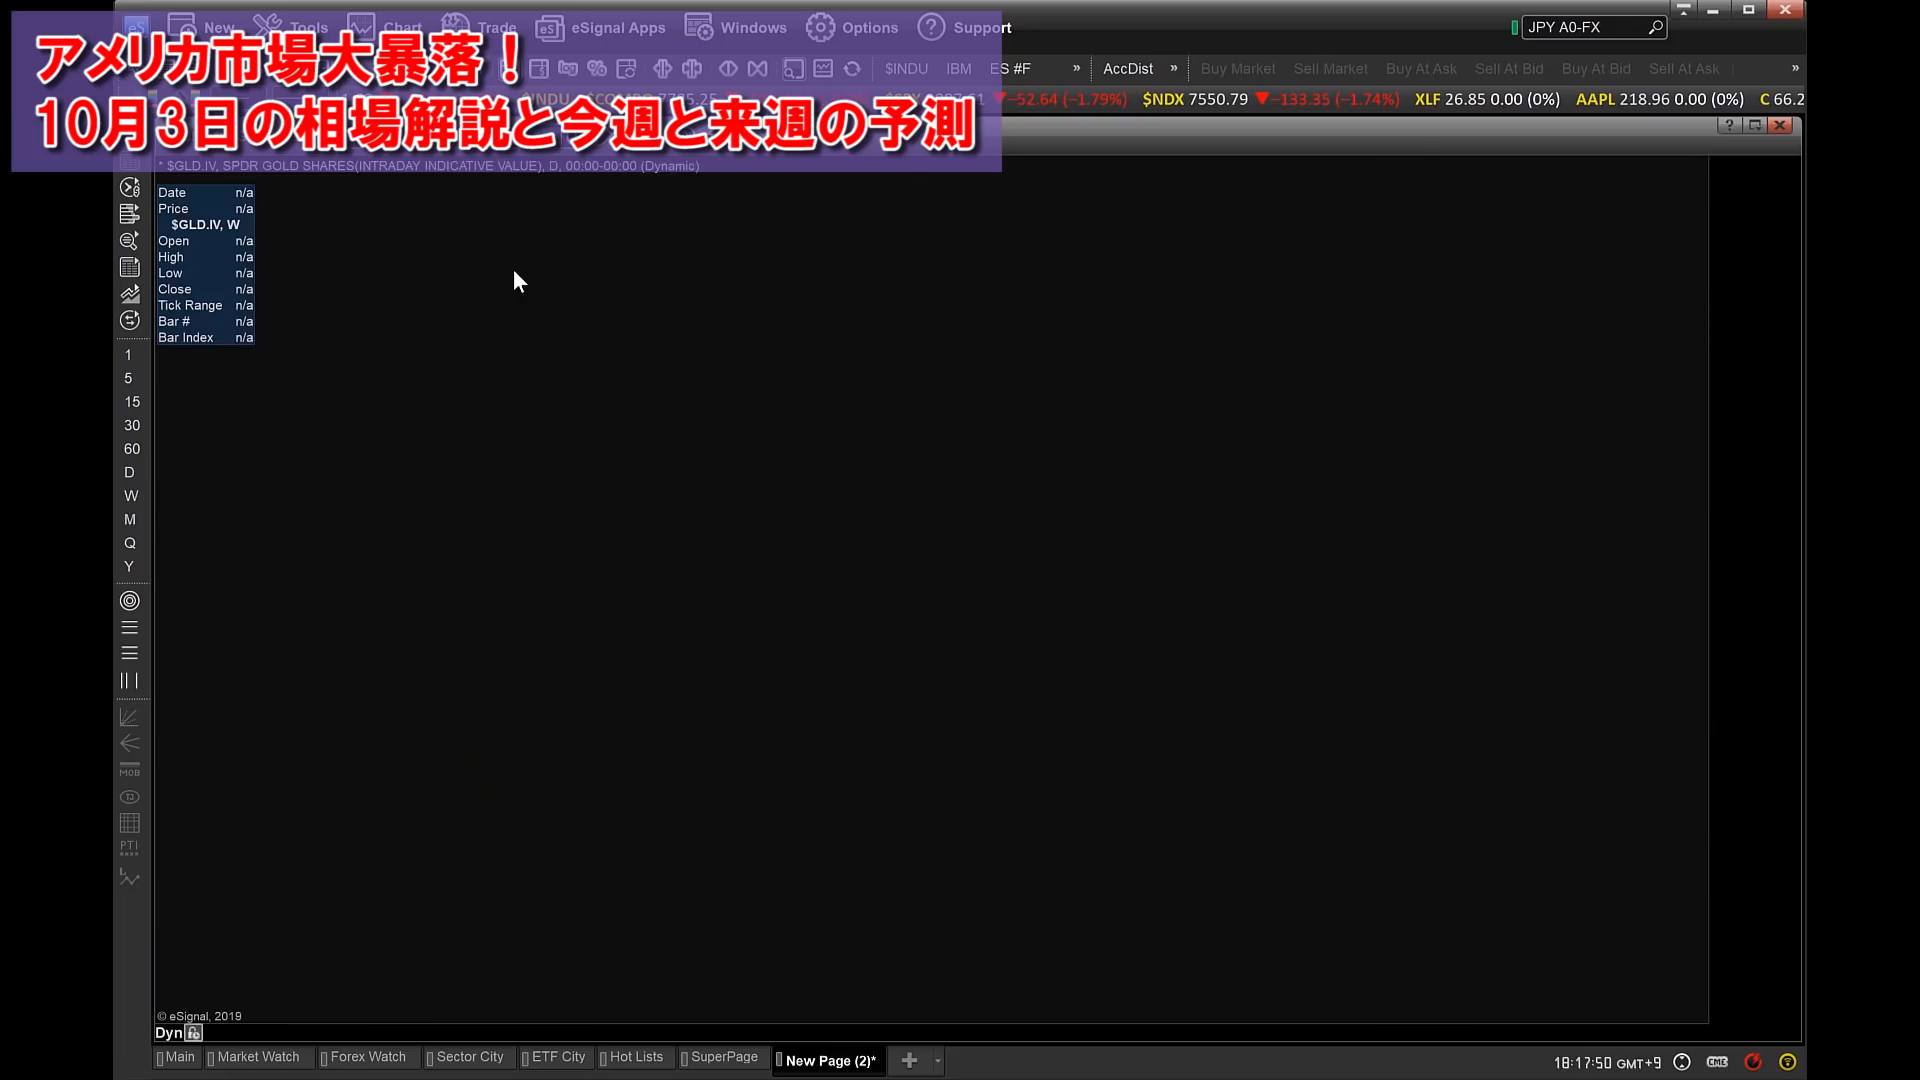 New Tools Chart Trade eSignal Apps Windows Options Support JPY A0-FX
アメリカ市場大暴落！
10月3日の相場解説と今週と来週の予測
$INDU IBM ES #F » AccDist » Buy Market Sell Market Buy At Ask Sell At Bid Buy At Bid Sell At Ask »
$INDU $COMPQ 7785.25 ▼−52.64 (−1.79%) $NDX 7550.79 ▼−133.35 (−1.74%) XLF 26.85 0.00 (0%) AAPL 218.96 0.00 (0%) C 66.2
* $GLD.IV, SPDR GOLD SHARES(INTRADAY INDICATIVE VALUE), D, 00:00-00:00 (Dynamic)
Date n/a
Price n/a
$GLD.IV, W
Open n/a
High n/a
Low n/a
Close n/a
Tick Range n/a
Bar # n/a
Bar Index n/a
1
5
15
30
60
D
W
M
Q
Y
MOB
TJ
PTI
© eSignal, 2019
Dyn
Main Market Watch Forex Watch Sector City ETF City Hot Lists SuperPage New Page (2)*
18:17:50 GMT+9 CME